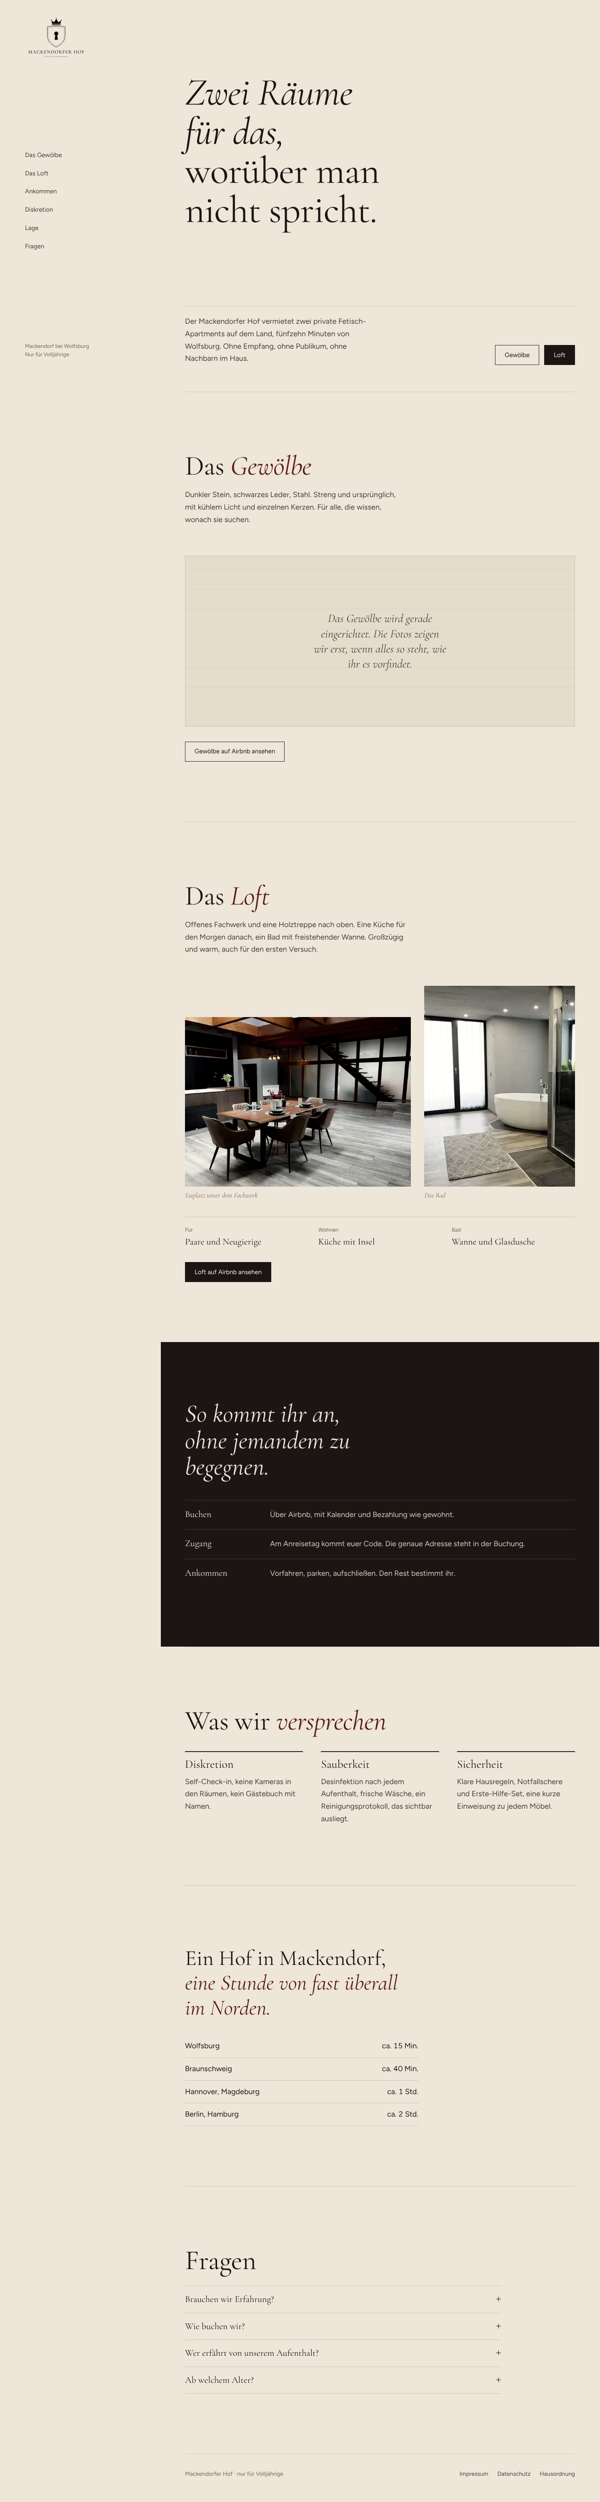 MACKENDORFER HOF
Das Gewölbe
Das Loft
Ankommen
Diskretion
Lage
Fragen
Mackendorf bei Wolfsburg
Nur für Volljährige
Zwei Räume
für das,
worüber man
nicht spricht.
Der Mackendorfer Hof vermietet zwei private Fetisch-
Apartments auf dem Land, fünfzehn Minuten von
Wolfsburg. Ohne Empfang, ohne Publikum, ohne
Nachbarn im Haus.
Gewölbe
Loft
Das Gewölbe
Dunkler Stein, schwarzes Leder, Stahl. Streng und ursprünglich,
mit kühlem Licht und einzelnen Kerzen. Für alle, die wissen,
wonach sie suchen.
Das Gewölbe wird gerade
eingerichtet. Die Fotos zeigen
wir erst, wenn alles so steht, wie
ihr es vorfindet.
Gewölbe auf Airbnb ansehen
Das Loft
Offenes Fachwerk und eine Holztreppe nach oben. Eine Küche für
den Morgen danach, ein Bad mit freistehender Wanne. Großzügig
und warm, auch für den ersten Versuch.
Essplatz unter dem Fachwerk
Das Bad
Für
Paare und Neugierige
Wohnen
Küche mit Insel
Bad
Wanne und Glasdusche
Loft auf Airbnb ansehen
So kommt ihr an,
ohne jemandem zu
begegnen.
Buchen
Über Airbnb, mit Kalender und Bezahlung wie gewohnt.
Zugang
Am Anreisetag kommt euer Code. Die genaue Adresse steht in der Buchung.
Ankommen
Vorfahren, parken, aufschließen. Den Rest bestimmt ihr.
Was wir versprechen
Diskretion
Self-Check-in, keine Kameras in
den Räumen, kein Gästebuch mit
Namen.
Sauberkeit
Desinfektion nach jedem
Aufenthalt, frische Wäsche, ein
Reinigungsprotokoll, das sichtbar
ausliegt.
Sicherheit
Klare Hausregeln, Notfallschere
und Erste-Hilfe-Set, eine kurze
Einweisung zu jedem Möbel.
Ein Hof in Mackendorf,
eine Stunde von fast überall
im Norden.
Wolfsburg ca. 15 Min.
Braunschweig ca. 40 Min.
Hannover, Magdeburg ca. 1 Std.
Berlin, Hamburg ca. 2 Std.
Fragen
Brauchen wir Erfahrung? +
Wie buchen wir? +
Wer erfährt von unserem Aufenthalt? +
Ab welchem Alter? +
Mackendorfer Hof · nur für Volljährige
Impressum Datenschutz Hausordnung